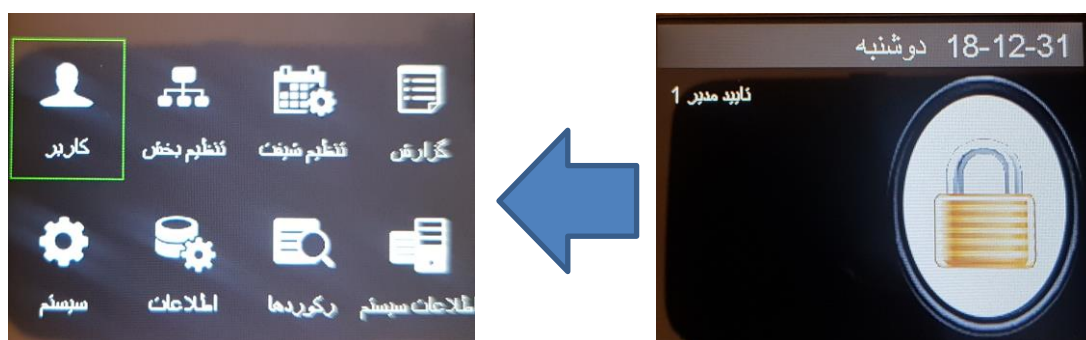 18-12-31 دوشنبه
تایید مدیر 1
کاربر
تنظیم بخش
تنظیم شیفت
گزارش
سیستم
اطلاعات
رکوردها
اطلاعات سیستم